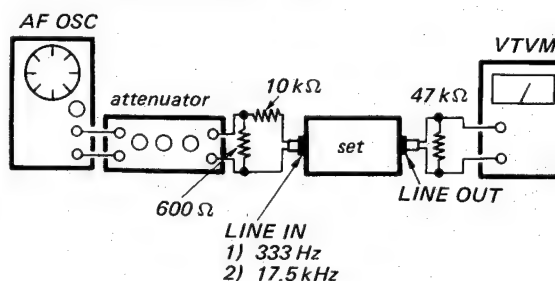 AF OSC
VTVM
attenuator
10 kΩ
47 kΩ
set
600 Ω
LINE OUT
LINE IN
1) 333 Hz
2) 17.5 kHz